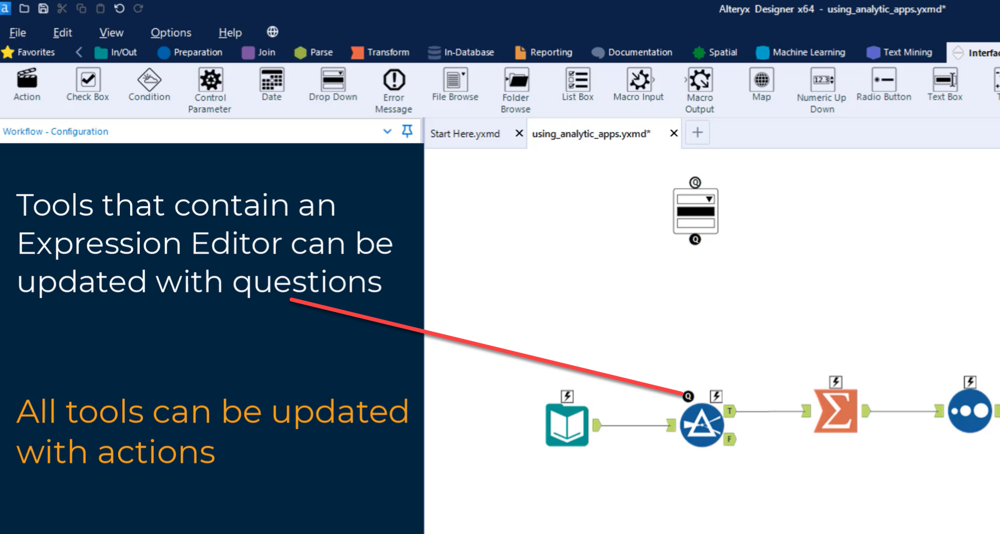 a
Alteryx Designer x64 - using_analytic_apps.yxmd*
File Edit View Options Help
Favorites In/Out Preparation Join Parse Transform In-Database Reporting Documentation Spatial Machine Learning Text Mining Interfac
Action Check Box Condition Control Parameter Date Drop Down Error Message File Browse Folder Browse List Box Macro Input Macro Output Map 12.3 Numeric Up Down Radio Button Text Box T
Workflow - Configuration
Start Here.yxmd using_analytic_apps.yxmd*
Q
Q
Tools that contain an
Expression Editor can be
updated with questions
Q
T
F
All tools can be updated
with actions